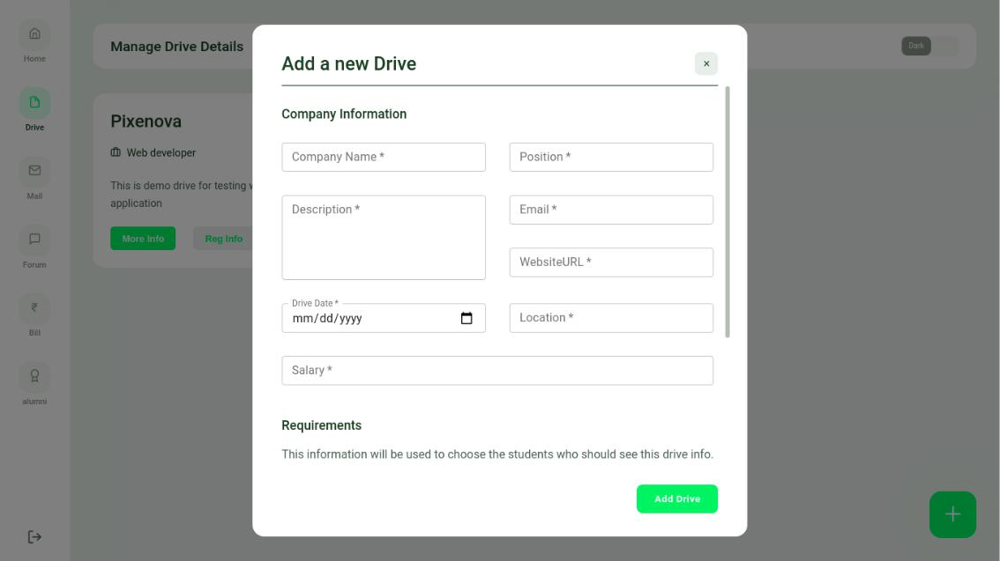 Home
Drive
Mail
Forum
₹
Bill
alumni
Manage Drive Details
Dark
Pixenova
Web developer
This is demo drive for testing
application
More Info
Reg Info
Add a new Drive
×
Company Information
Company Name *
Position *
Description *
Email *
WebsiteURL *
Drive Date *
mm/dd/yyyy
Location *
Salary *
Requirements
This information will be used to choose the students who should see this drive info.
Add Drive
+